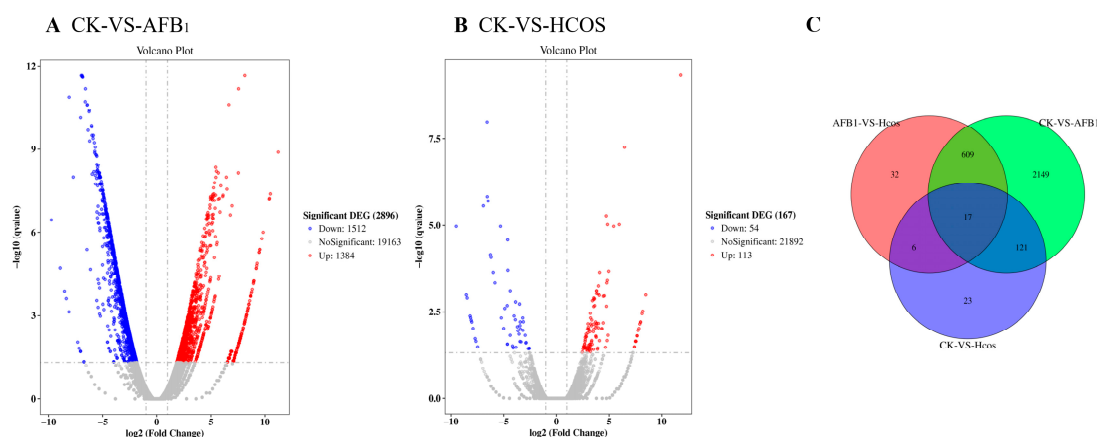 A CK-VS-AFB1
Volcano Plot
12
9
6
3
0
-10
-5
0
5
10
−log10 (qvalue)
log2 (Fold Change)
Significant DEG (2896)
Down: 1512
NoSignificant: 19163
Up: 1384
B CK-VS-HCOS
Volcano Plot
7.5
5.0
2.5
0.0
-10
-5
0
5
10
−log10 (qvalue)
log2 (Fold Change)
Significant DEG (167)
Down: 54
NoSignificant: 21892
Up: 113
C
AFB1-VS-Hcos
CK-VS-AFB1
609
32
2149
17
6
121
23
CK-VS-Hcos